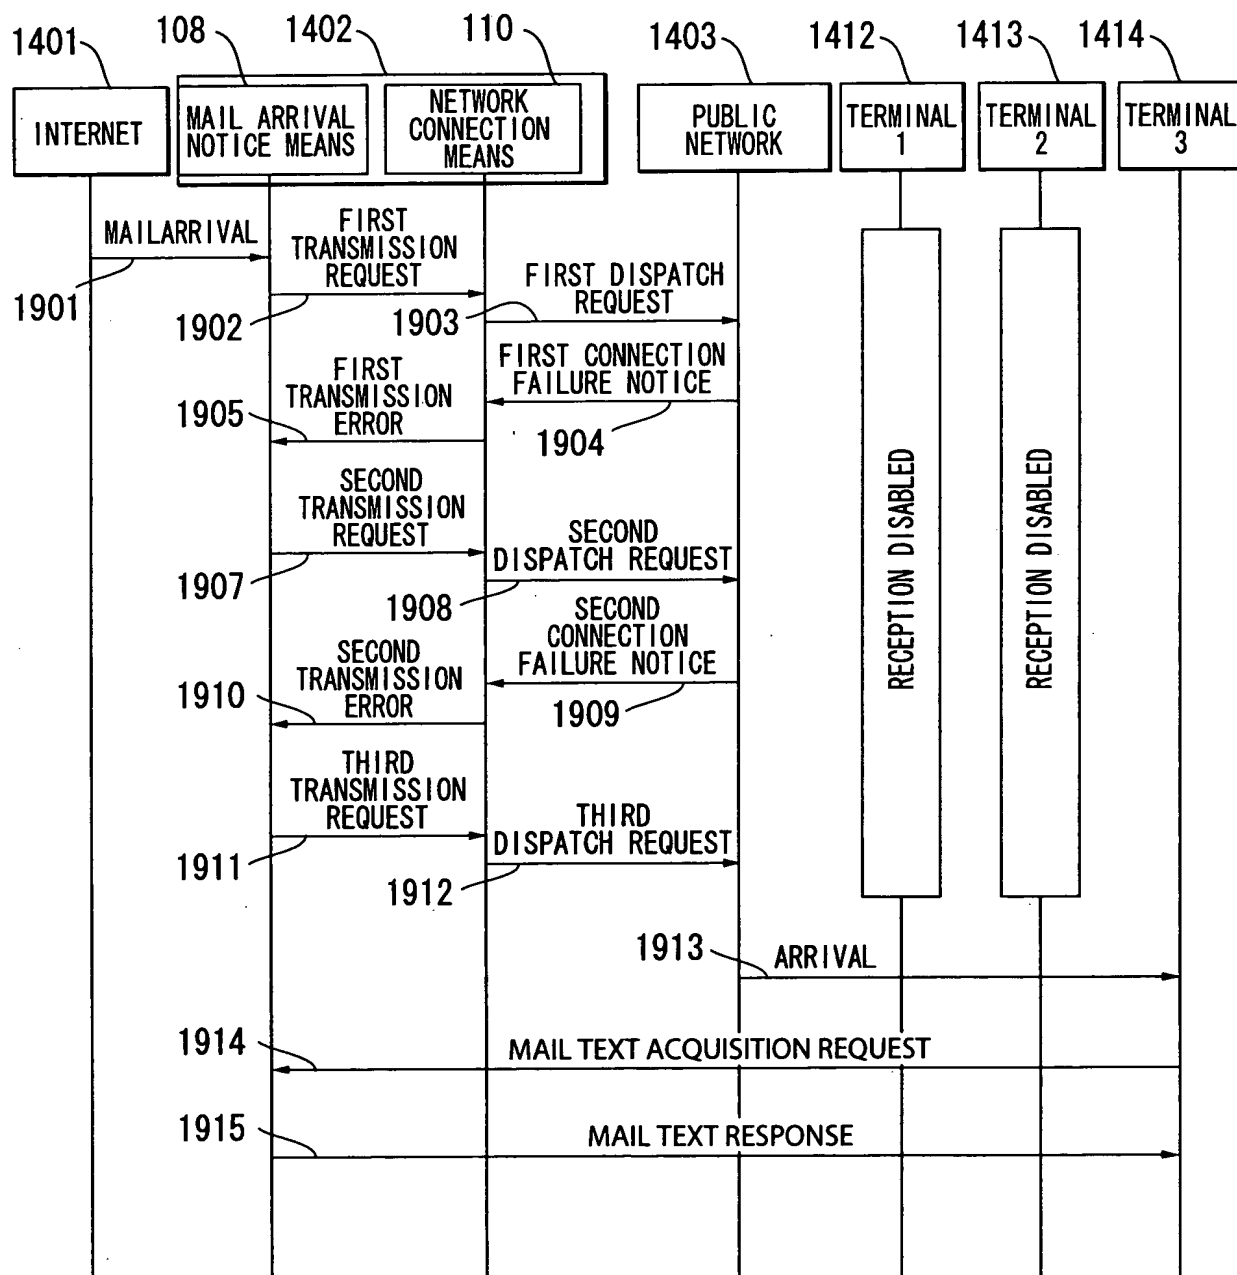 1401
108
1402
110
1403
1412
1413
1414
INTERNET
MAIL ARRIVAL
NOTICE MEANS
NETWORK
CONNECTION
MEANS
PUBLIC
NETWORK
TERMINAL
1
TERMINAL
2
TERMINAL
3
MAILARRIVAL
1901
FIRST
TRANSMISSION
REQUEST
1902
FIRST DISPATCH
REQUEST
1903
FIRST CONNECTION
FAILURE NOTICE
1904
FIRST
TRANSMISSION
ERROR
1905
SECOND
TRANSMISSION
REQUEST
1907
SECOND
DISPATCH REQUEST
1908
SECOND
CONNECTION
FAILURE NOTICE
1909
SECOND
TRANSMISSION
ERROR
1910
THIRD
TRANSMISSION
REQUEST
1911
THIRD
DISPATCH REQUEST
1912
RECEPTION DISABLED
RECEPTION DISABLED
1913
ARRIVAL
1914
MAIL TEXT ACQUISITION REQUEST
1915
MAIL TEXT RESPONSE